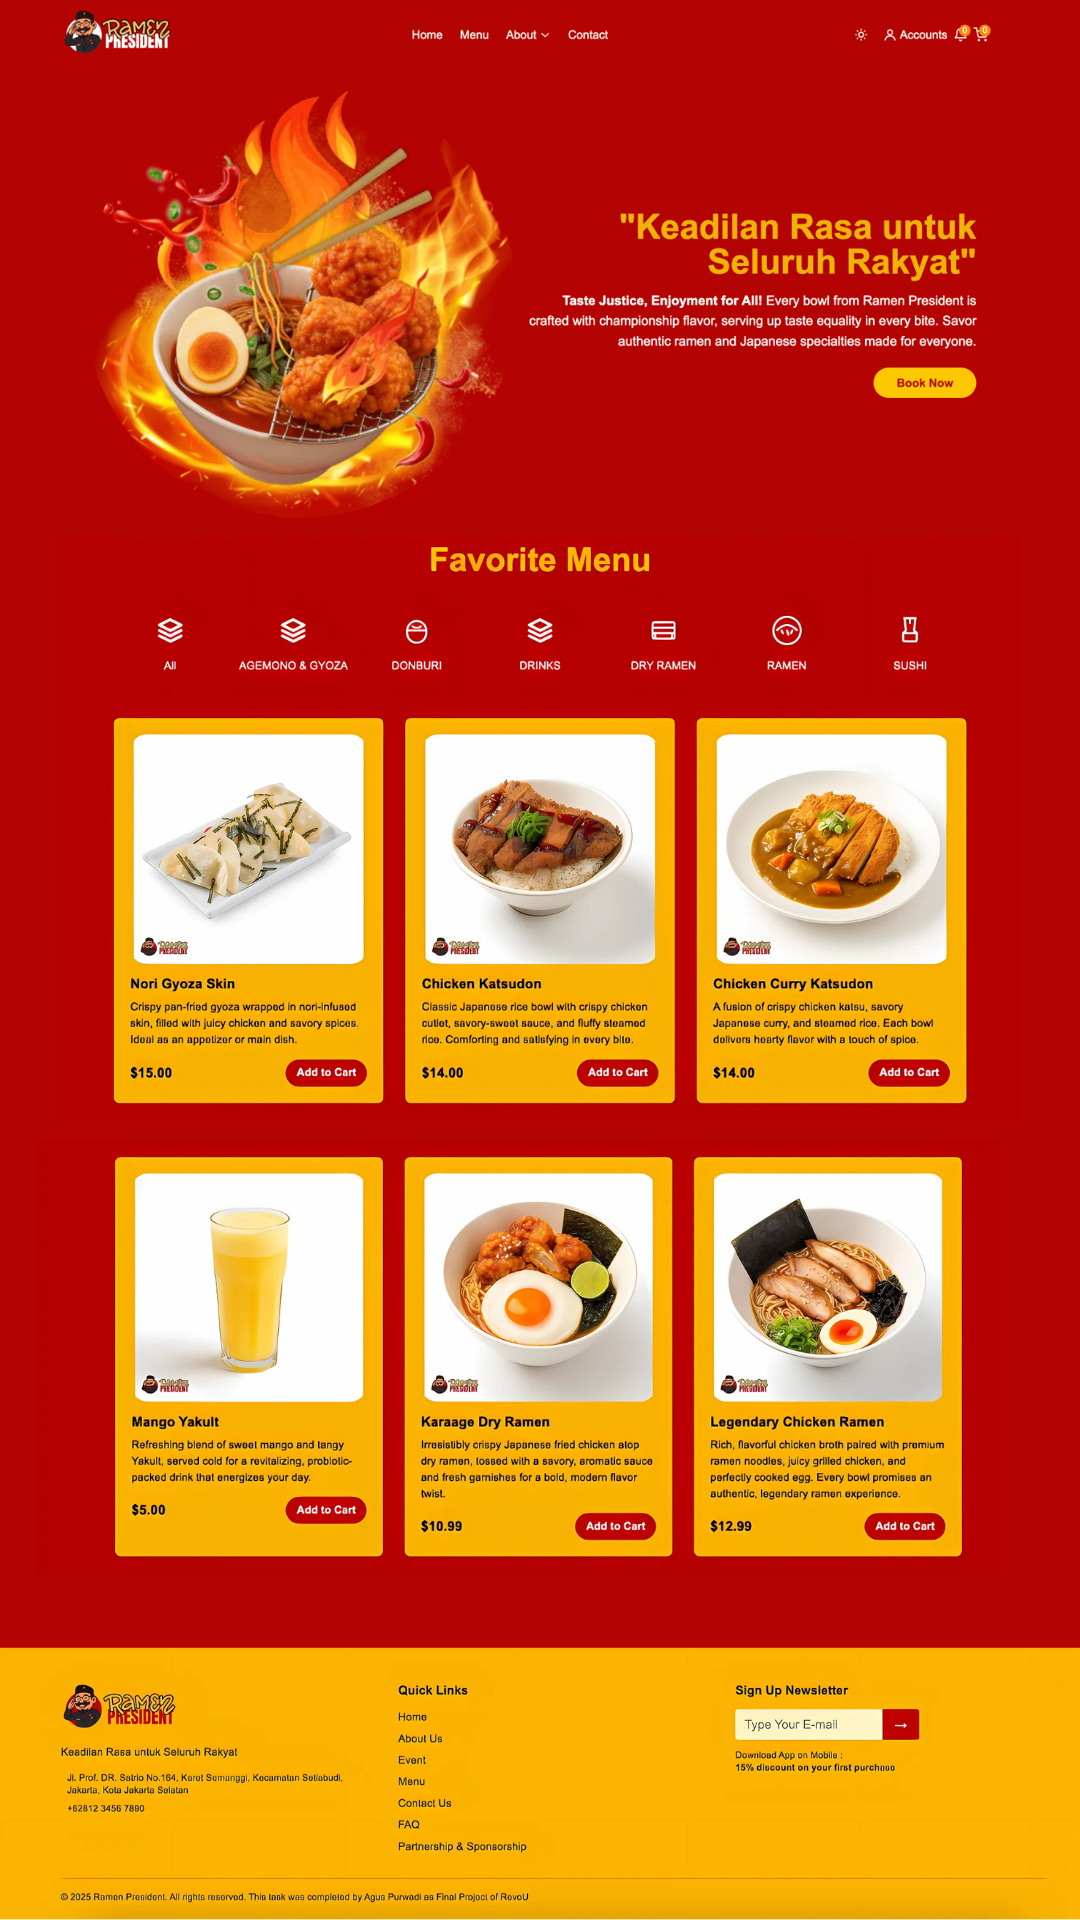 RAMEN
PRESIDENT
Home
Menu
About
Contact
Accounts
0
0
"Keadilan Rasa untuk
Seluruh Rakyat"
Taste Justice, Enjoyment for All! Every bowl from Ramen President is
crafted with championship flavor, serving up taste equality in every bite. Savor
authentic ramen and Japanese specialties made for everyone.
Book Now
Favorite Menu
All
AGEMONO & GYOZA
DONBURI
DRINKS
DRY RAMEN
RAMEN
SUSHI
RAMEN
PRESIDENT
Nori Gyoza Skin
Crispy pan-fried gyoza wrapped in nori-infused
skin, filled with juicy chicken and savory spices.
Ideal as an appetizer or main dish.
$15.00
Add to Cart
RAMEN
PRESIDENT
Chicken Katsudon
Classic Japanese rice bowl with crispy chicken
cutlet, savory-sweet sauce, and fluffy steamed
rice. Comforting and satisfying in every bite.
$14.00
Add to Cart
RAMEN
PRESIDENT
Chicken Curry Katsudon
A fusion of crispy chicken katsu, savory
Japanese curry, and steamed rice. Each bowl
delivers hearty flavor with a touch of spice.
$14.00
Add to Cart
RAMEN
PRESIDENT
Mango Yakult
Refreshing blend of sweet mango and tangy
Yakult, served cold for a revitalizing, probiotic-
packed drink that energizes your day.
$5.00
Add to Cart
RAMEN
PRESIDENT
Karaage Dry Ramen
Irresistibly crispy Japanese fried chicken atop
dry ramen, tossed with a savory, aromatic sauce
and fresh garnishes for a bold, modern flavor
twist.
$10.99
Add to Cart
RAMEN
PRESIDENT
Legendary Chicken Ramen
Rich, flavorful chicken broth paired with premium
ramen noodles, juicy grilled chicken, and
perfectly cooked egg. Every bowl promises an
authentic, legendary ramen experience.
$12.99
Add to Cart
RAMEN
PRESIDENT
Keadilan Rasa untuk Seluruh Rakyat
Jl. Prof. DR. Satrio No.164, Karet Semanggi, Kecamatan Setiabudi,
Jakarta, Kota Jakarta Selatan
+62812 3456 7890
Quick Links
Home
About Us
Event
Menu
Contact Us
FAQ
Partnership & Sponsorship
Sign Up Newsletter
Type Your E-mail
→
Download App on Mobile :
15% discount on your first purchase
© 2025 Ramen President. All rights reserved. This task was completed by Agus Purwadi as Final Project of RevoU